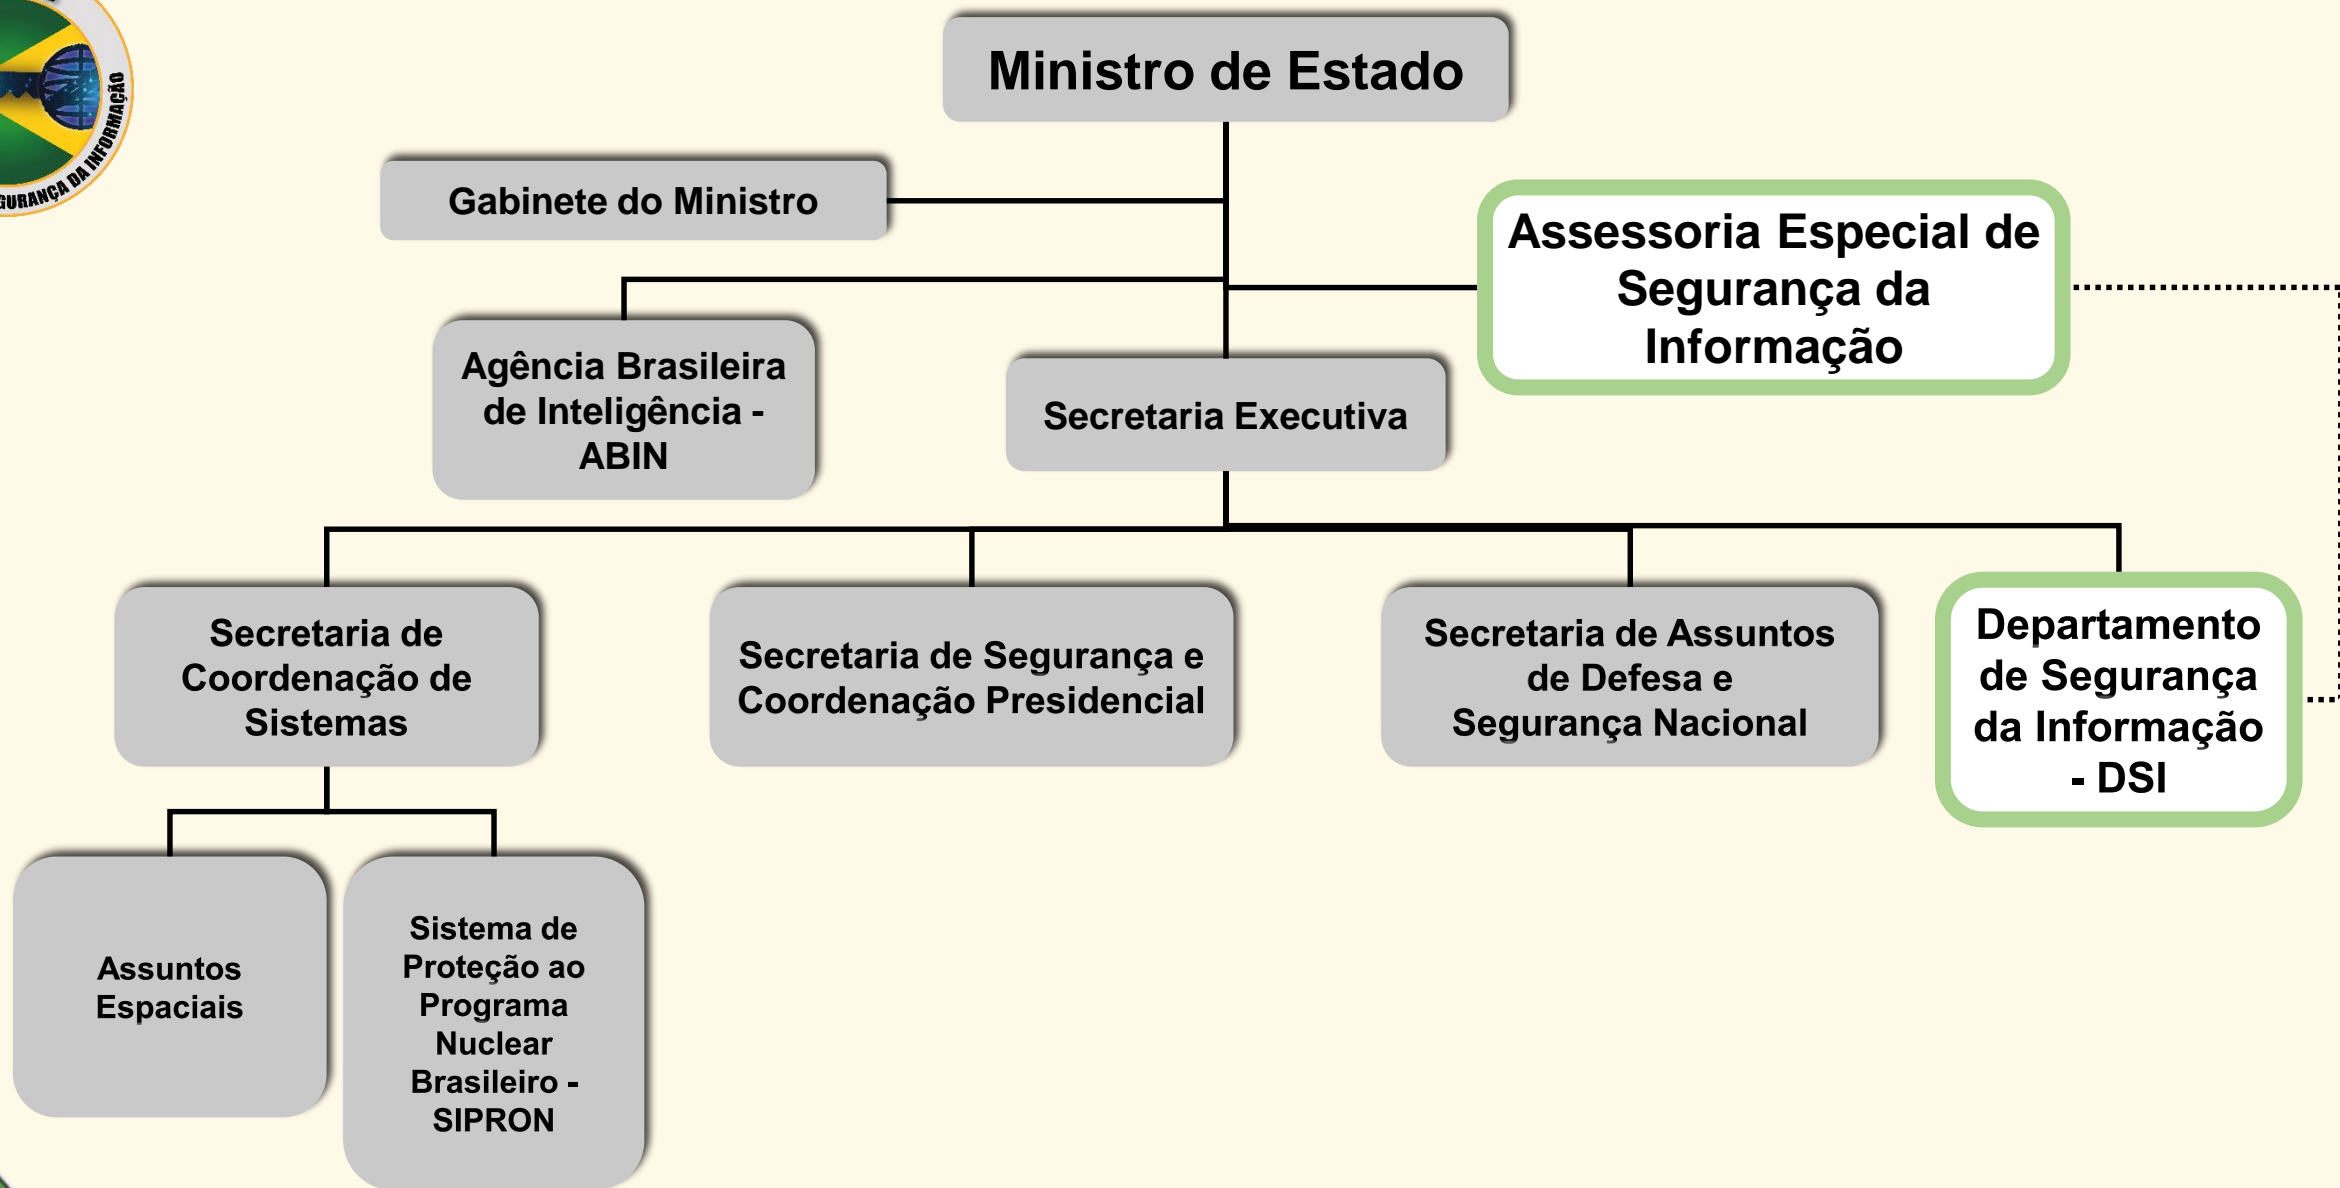 INFORMAÇÃO
Ministro de Estado
Gabinete do Ministro
Assessoria Especial de
Segurança da
Informação
Agência Brasileira
de Inteligência -
ABIN
Secretaria Executiva
Secretaria de
Coordenação de
Sistemas
Secretaria de Segurança e
Coordenação Presidencial
Secretaria de Assuntos
de Defesa e
Segurança Nacional
Departamento
de Segurança
da Informação
- DSI
Assuntos
Espaciais
Sistema de
Proteção ao
Programa
Nuclear
Brasileiro -
SIPRON